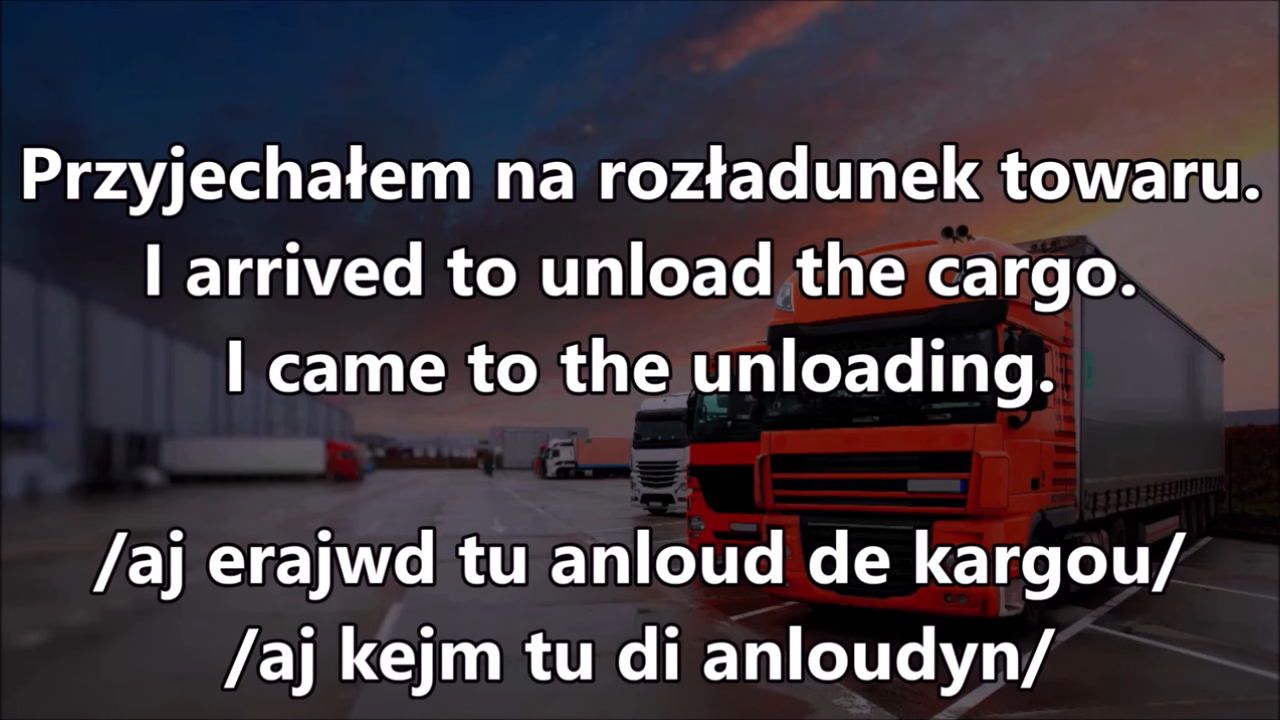 Przyjechałem na rozładunek towaru.
I arrived to unload the cargo.
I came to the unloading.
/aj erajwd tu anloud de kargou/
/aj kejm tu di anloudyn/